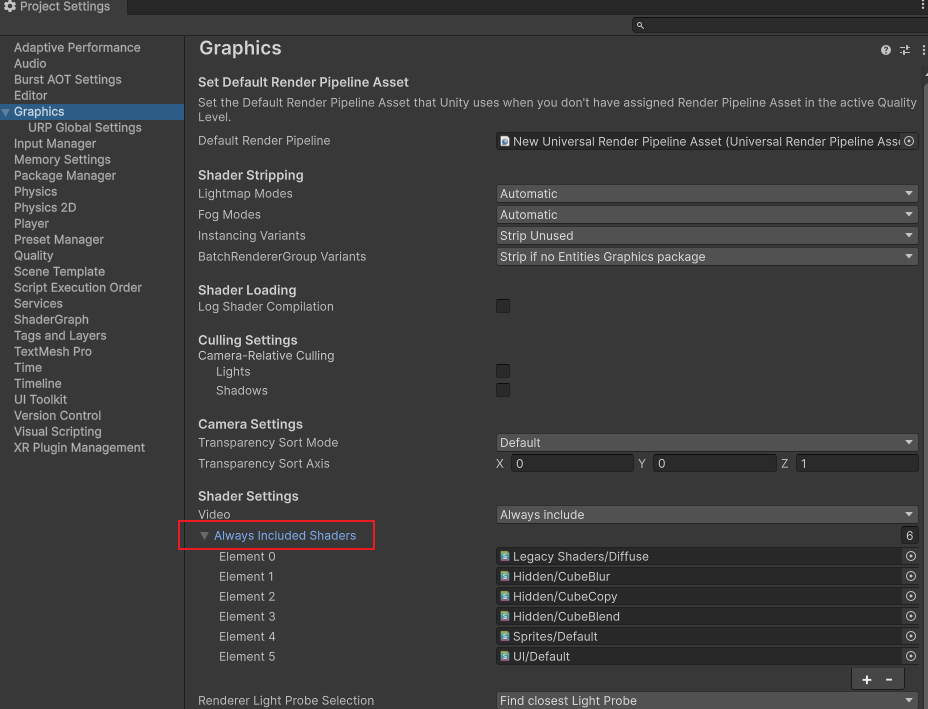 Project Settings
Adaptive Performance
Audio
Burst AOT Settings
Editor
Graphics
URP Global Settings
Input Manager
Memory Settings
Package Manager
Physics
Physics 2D
Player
Preset Manager
Quality
Scene Template
Script Execution Order
Services
ShaderGraph
Tags and Layers
TextMesh Pro
Time
Timeline
UI Toolkit
Version Control
Visual Scripting
XR Plugin Management
Graphics
Set Default Render Pipeline Asset
Set the Default Render Pipeline Asset that Unity uses when you don't have assigned Render Pipeline Asset in the active Quality
Level.
Default Render Pipeline New Universal Render Pipeline Asset (Universal Render Pipeline Asse
Shader Stripping
Lightmap Modes Automatic
Fog Modes Automatic
Instancing Variants Strip Unused
BatchRendererGroup Variants Strip if no Entities Graphics package
Shader Loading
Log Shader Compilation
Culling Settings
Camera-Relative Culling
Lights
Shadows
Camera Settings
Transparency Sort Mode Default
Transparency Sort Axis X 0 Y 0 Z 1
Shader Settings
Video Always include
Always Included Shaders 6
Element 0 Legacy Shaders/Diffuse
Element 1 Hidden/CubeBlur
Element 2 Hidden/CubeCopy
Element 3 Hidden/CubeBlend
Element 4 Sprites/Default
Element 5 UI/Default
+ -
Renderer Light Probe Selection Find closest Light Probe